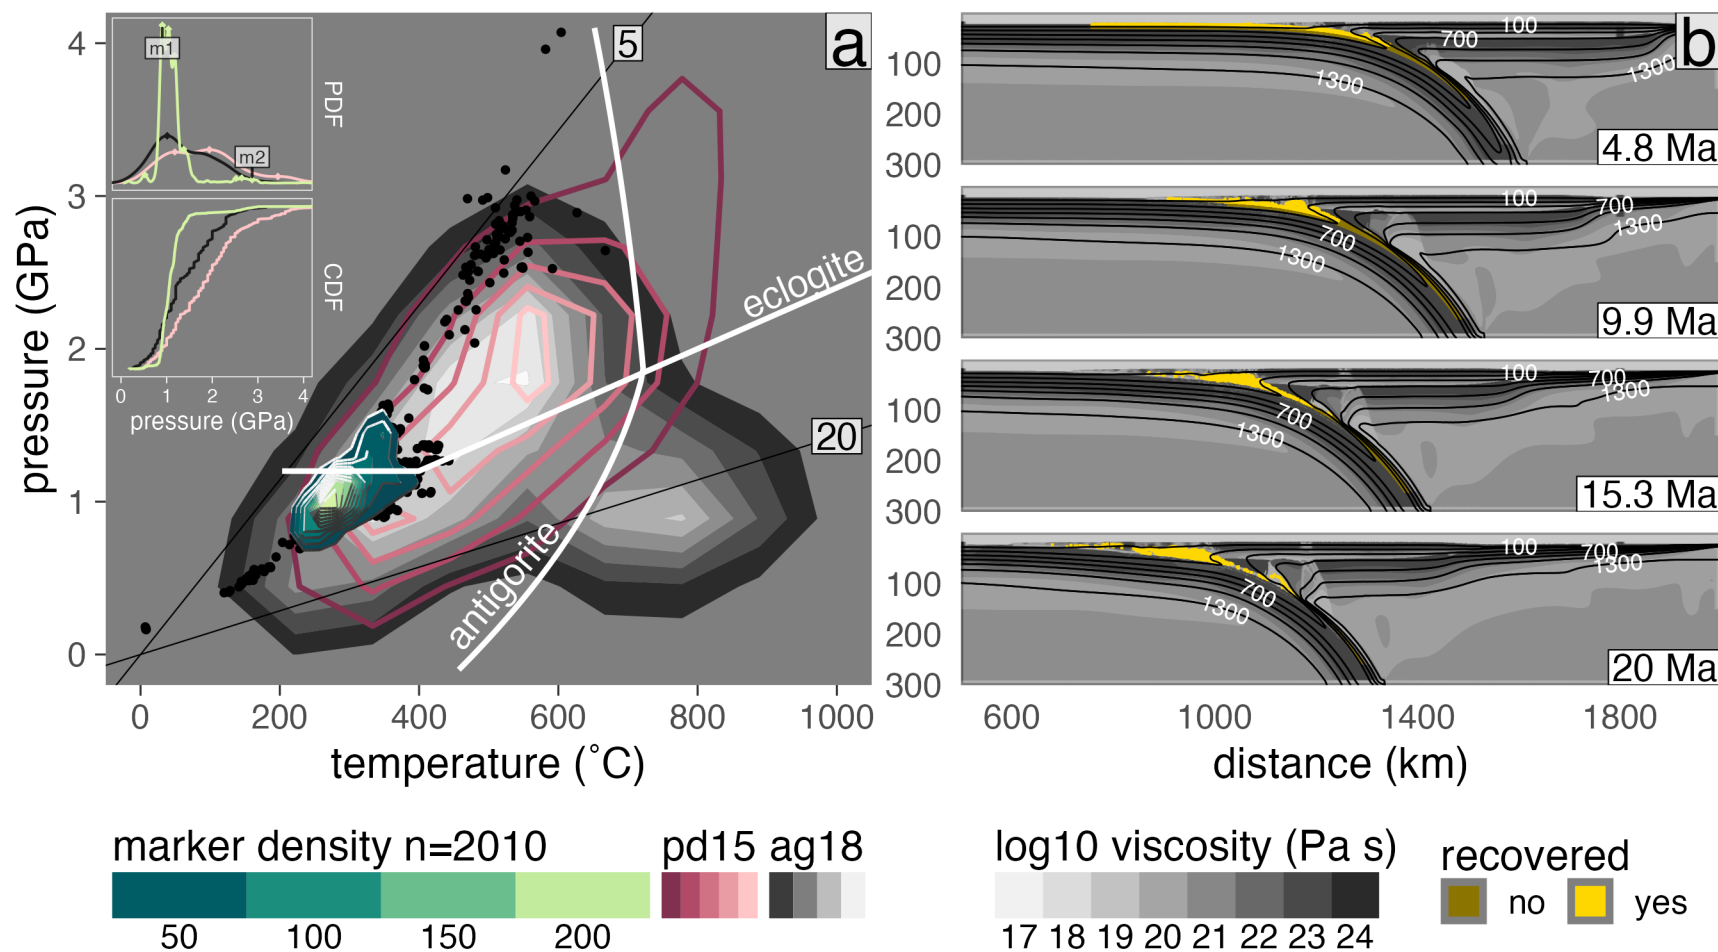 a
m1
m2
PDF
CDF
0 1 2 3 4
pressure (GPa)
5
20
eclogite
antigorite
4
3
2
1
0
pressure (GPa)
0 200 400 600 800 1000
temperature (˚C)
b
100
700
1300
1300
4.8 Ma
100
200
300
100
700
1300
700
1300
9.9 Ma
100
200
300
100
700
1300
700
1300
15.3 Ma
100
200
300
100
700
1300
700
1300
20 Ma
100
200
300
600 1000 1400 1800
distance (km)
marker density n=2010
50 100 150 200
pd15 ag18
log10 viscosity (Pa s)
17 18 19 20 21 22 23 24
recovered
no yes